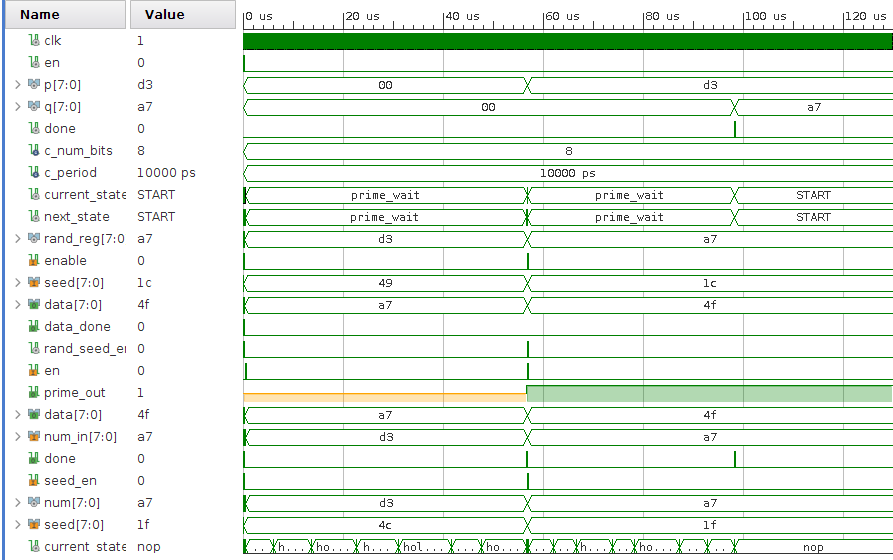 Name Value 0 us 20 us 40 us 60 us 80 us 100 us 120 us
clk 1
en 0
p[7:0] d3 00 d3
q[7:0] a7 00 a7
done 0
c_num_bits 8 8
c_period 10000 ps 10000 ps
current_state START prime_wait prime_wait START
next_state START prime_wait prime_wait START
rand_reg[7:0 a7 d3 a7
enable 0
seed[7:0] 1c 49 1c
data[7:0] 4f a7 4f
data_done 0
rand_seed_en 0
en 0
prime_out 1
data[7:0] 4f a7 4f
num_in[7:0] a7 d3 a7
done 0
seed_en 0
num[7:0] a7 d3 a7
seed[7:0] 1f 4c 1f
current_state nop ... h... ho... h... hol... ... ho... ... ... ... ... ho... ... ... nop